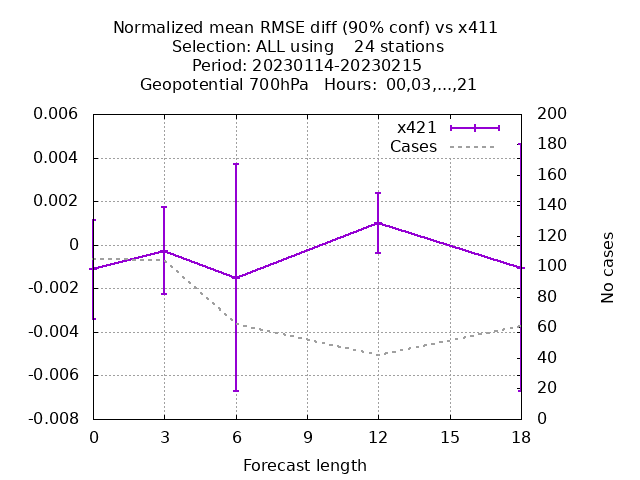 Normalized mean RMSE diff (90% conf) vs x411
Selection: ALL using    24 stations
Period: 20230114-20230215
Geopotential 700hPa   Hours:  00,03,...,21
x421
Cases
0.006
0.004
0.002
0
-0.002
-0.004
-0.006
-0.008
200
180
160
140
120
100
80
60
40
20
0
No cases
0 3 6 9 12 15 18
Forecast length